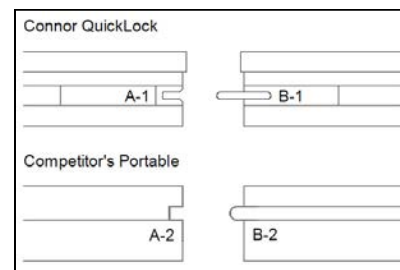 Connor QuickLock
A-1 B-1
Competitor's Portable
A-2 B-2